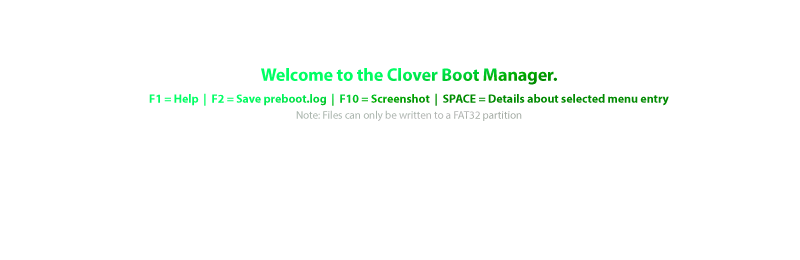 Welcome to the Clover Boot Manager.
F1 = Help | F2 = Save preboot.log | F10 = Screenshot | SPACE = Details about selected menu entry
Note: Files can only be written to a FAT32 partition